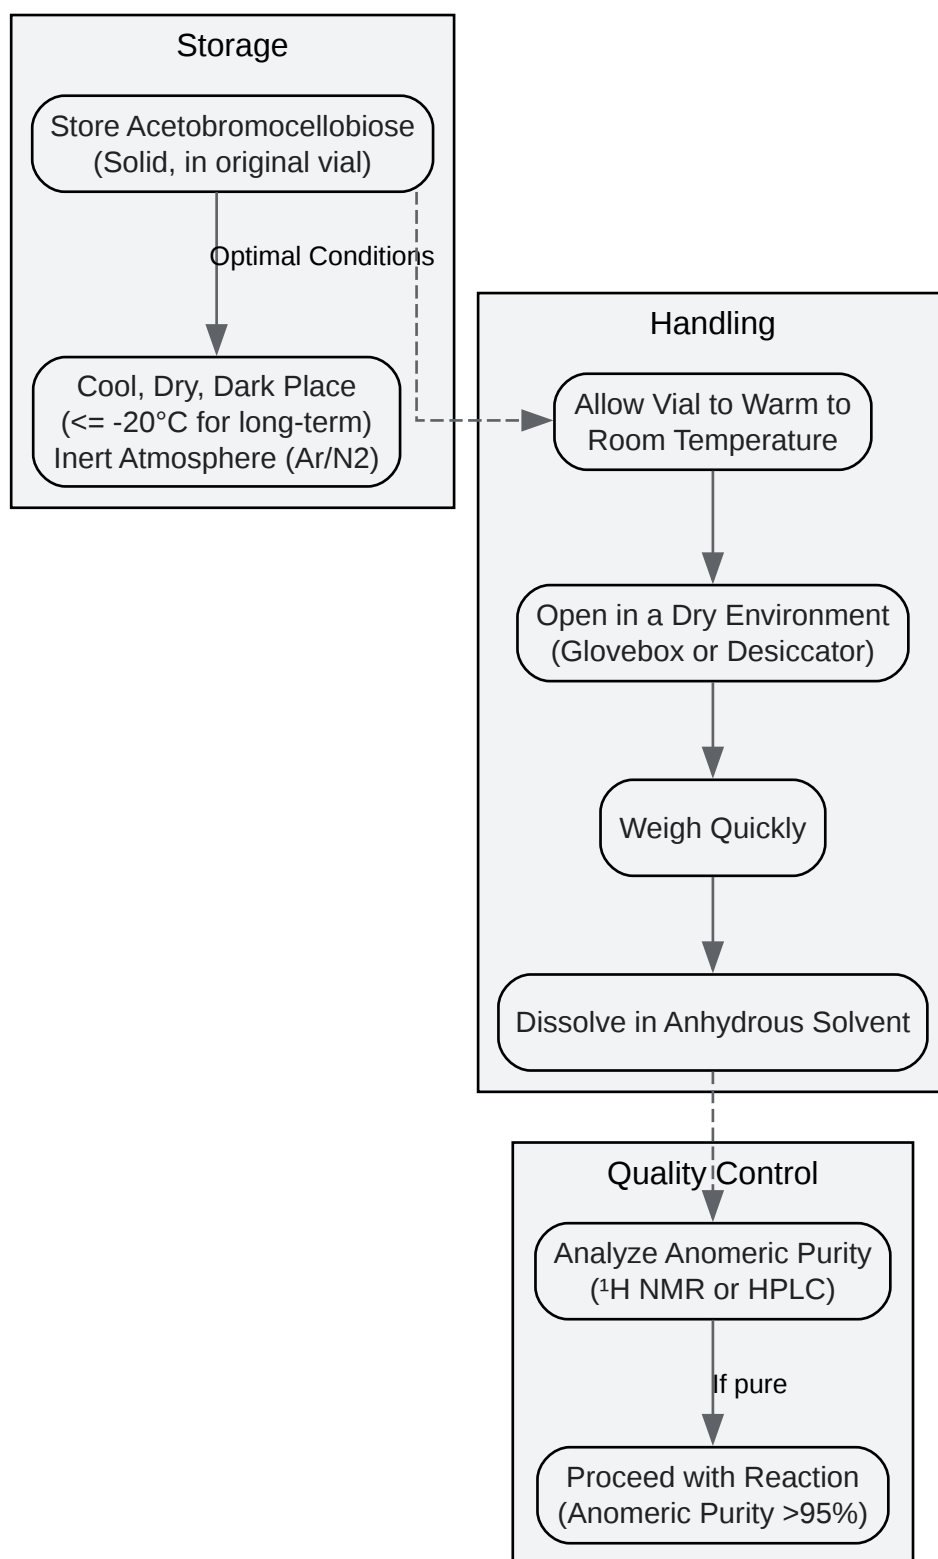 Storage
Store Acetobromocellobiose
(Solid, in original vial)
Optimal Conditions
Cool, Dry, Dark Place
(<= -20°C for long-term)
Inert Atmosphere (Ar/N2)
Handling
Allow Vial to Warm to
Room Temperature
Open in a Dry Environment
(Glovebox or Desiccator)
Weigh Quickly
Dissolve in Anhydrous Solvent
Quality Control
Analyze Anomeric Purity
(¹H NMR or HPLC)
If pure
Proceed with Reaction
(Anomeric Purity >95%)